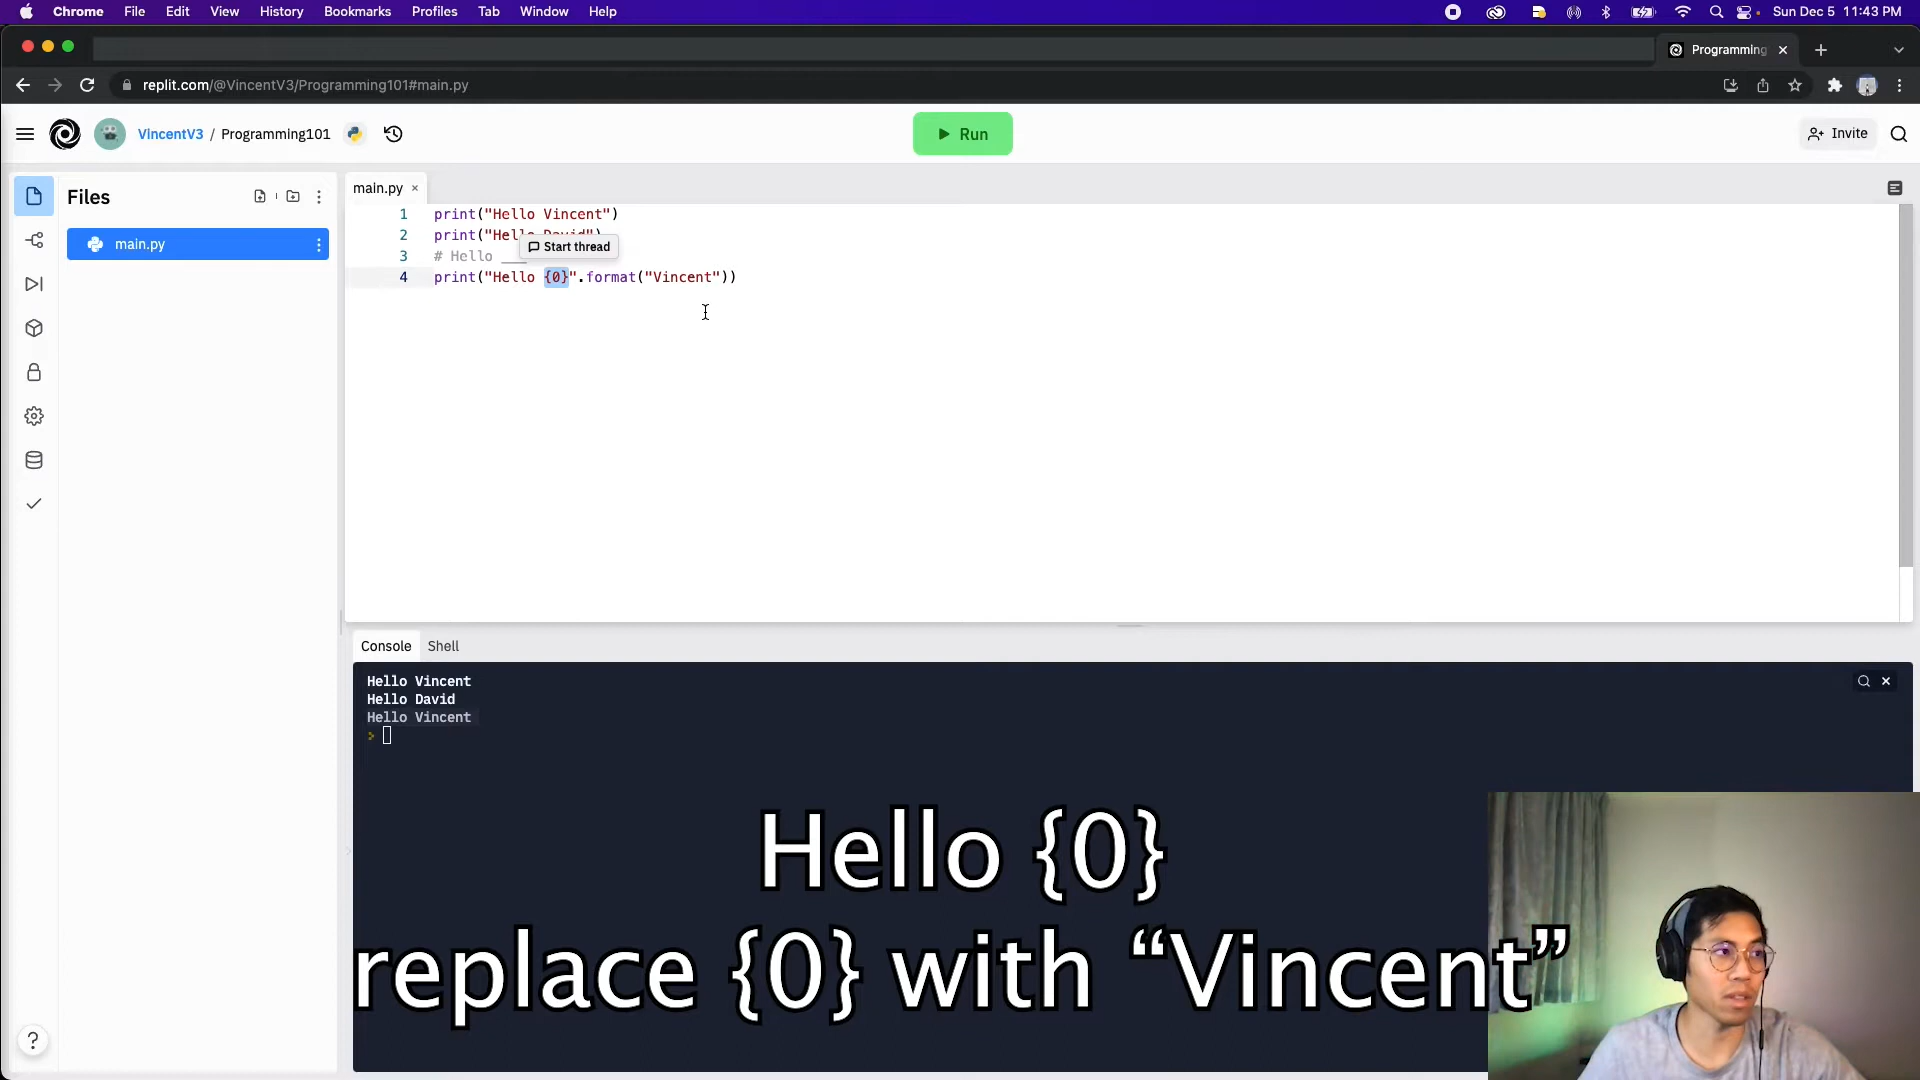 Chrome File Edit View History Bookmarks Profiles Tab Window Help Sun Dec 5 11:43 PM
Programming
replit.com/@VincentV3/Programming101#main.py
VincentV3 / Programming101 Run Invite
Files
main.py
main.py
1 print("Hello Vincent")
2 print("Hello David")
Start thread
3 # Hello ___
4 print("Hello {0}".format("Vincent"))
Console Shell
Hello Vincent
Hello David
Hello Vincent
Hello {0}
replace {0} with “Vincent”